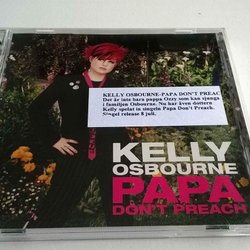 KELLY OSBOURNE-PAPA DON'T PREAC
Det är inte bara pappa Ozzy som kan sjunga
i familjen Osbourne. Nu har även dottern
Kelly spelat in singeln Papa Don't Preach.
Singel release 8 juli.
KELLY
OSBOURNE
PAPA
DON'T PREACH